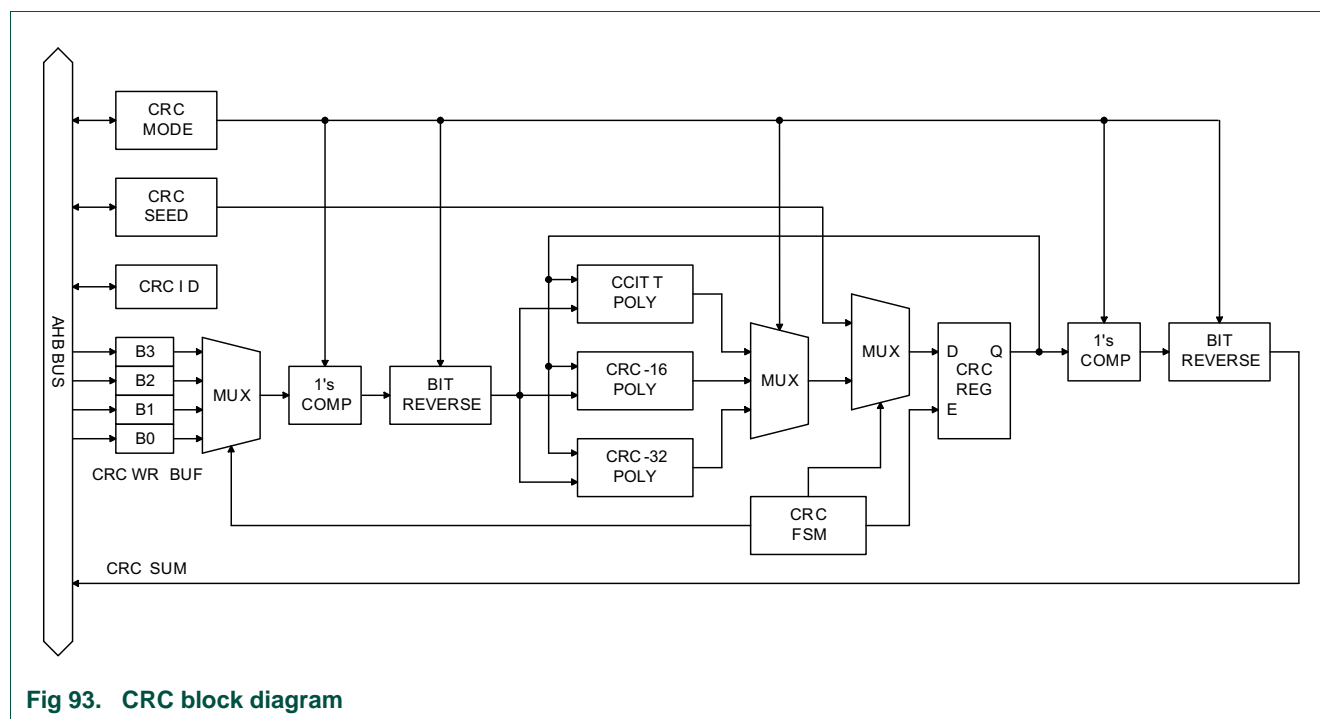 CRC
MODE
CRC
SEED
CRC ID
AHB BUS
B3
B2
B1
B0
CRC WR BUF
MUX
1's
COMP
BIT
REVERSE
CCITT
POLY
CRC-16
POLY
CRC-32
POLY
MUX
MUX
D Q
CRC
REG
E
1's
COMP
BIT
REVERSE
CRC
FSM
CRC SUM
Fig 93. CRC block diagram